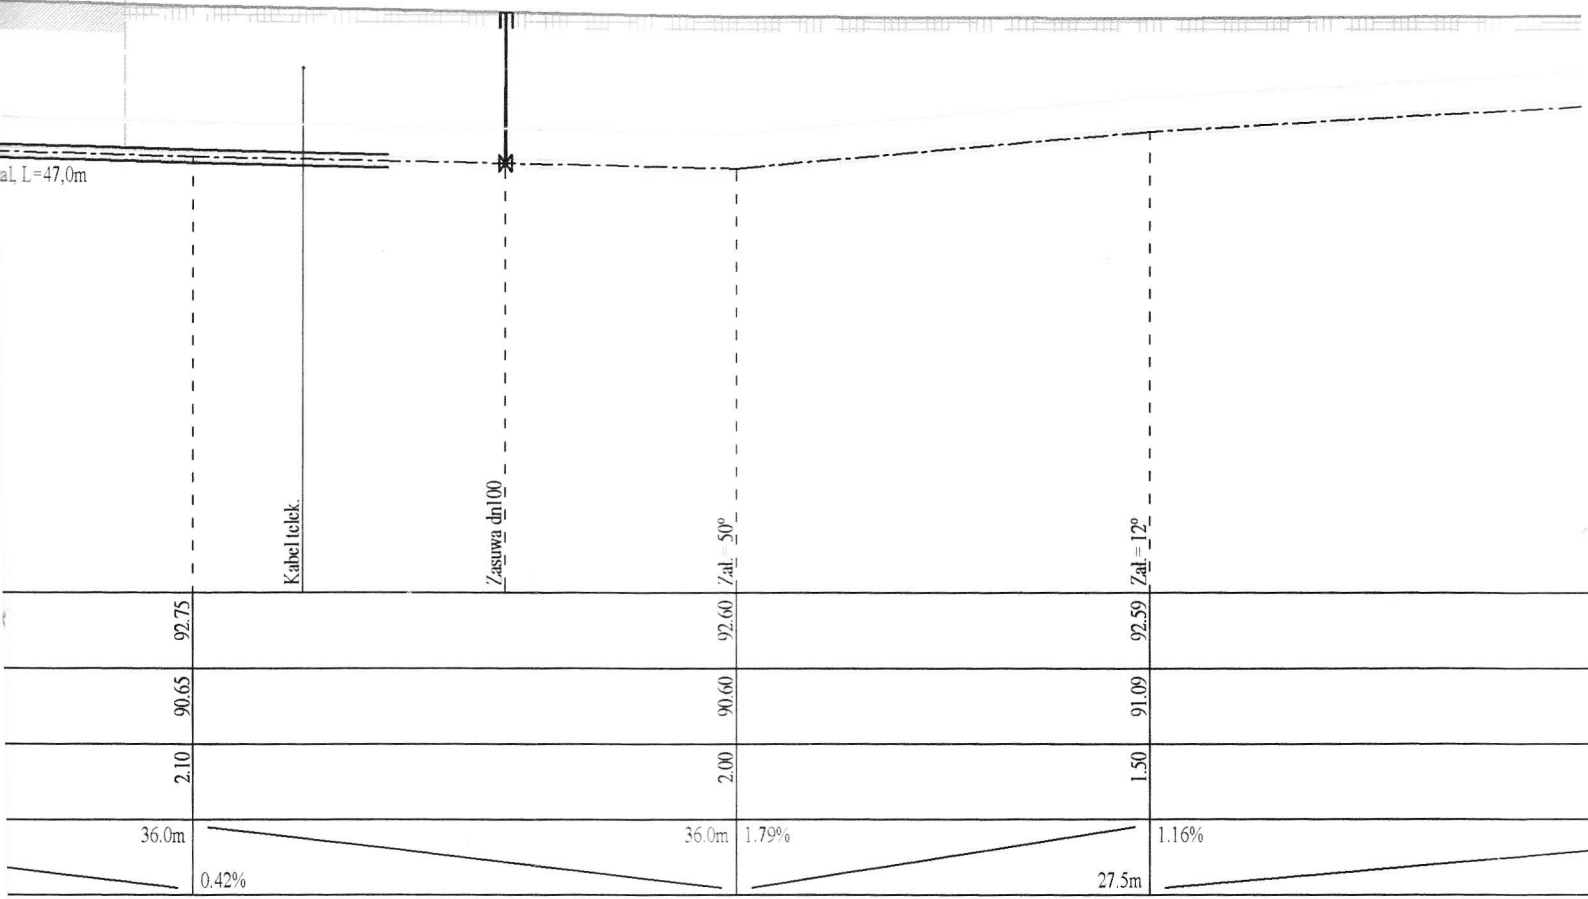 al, L=47,0m
Kabel telek.
Zasuwa dn100
Zał. = 50°
Zał. = 12°
92.75
92.60
92.59
90.65
90.60
91.09
2.10
2.00
1.50
36.0m
36.0m
1.79%
1.16%
0.42%
27.5m